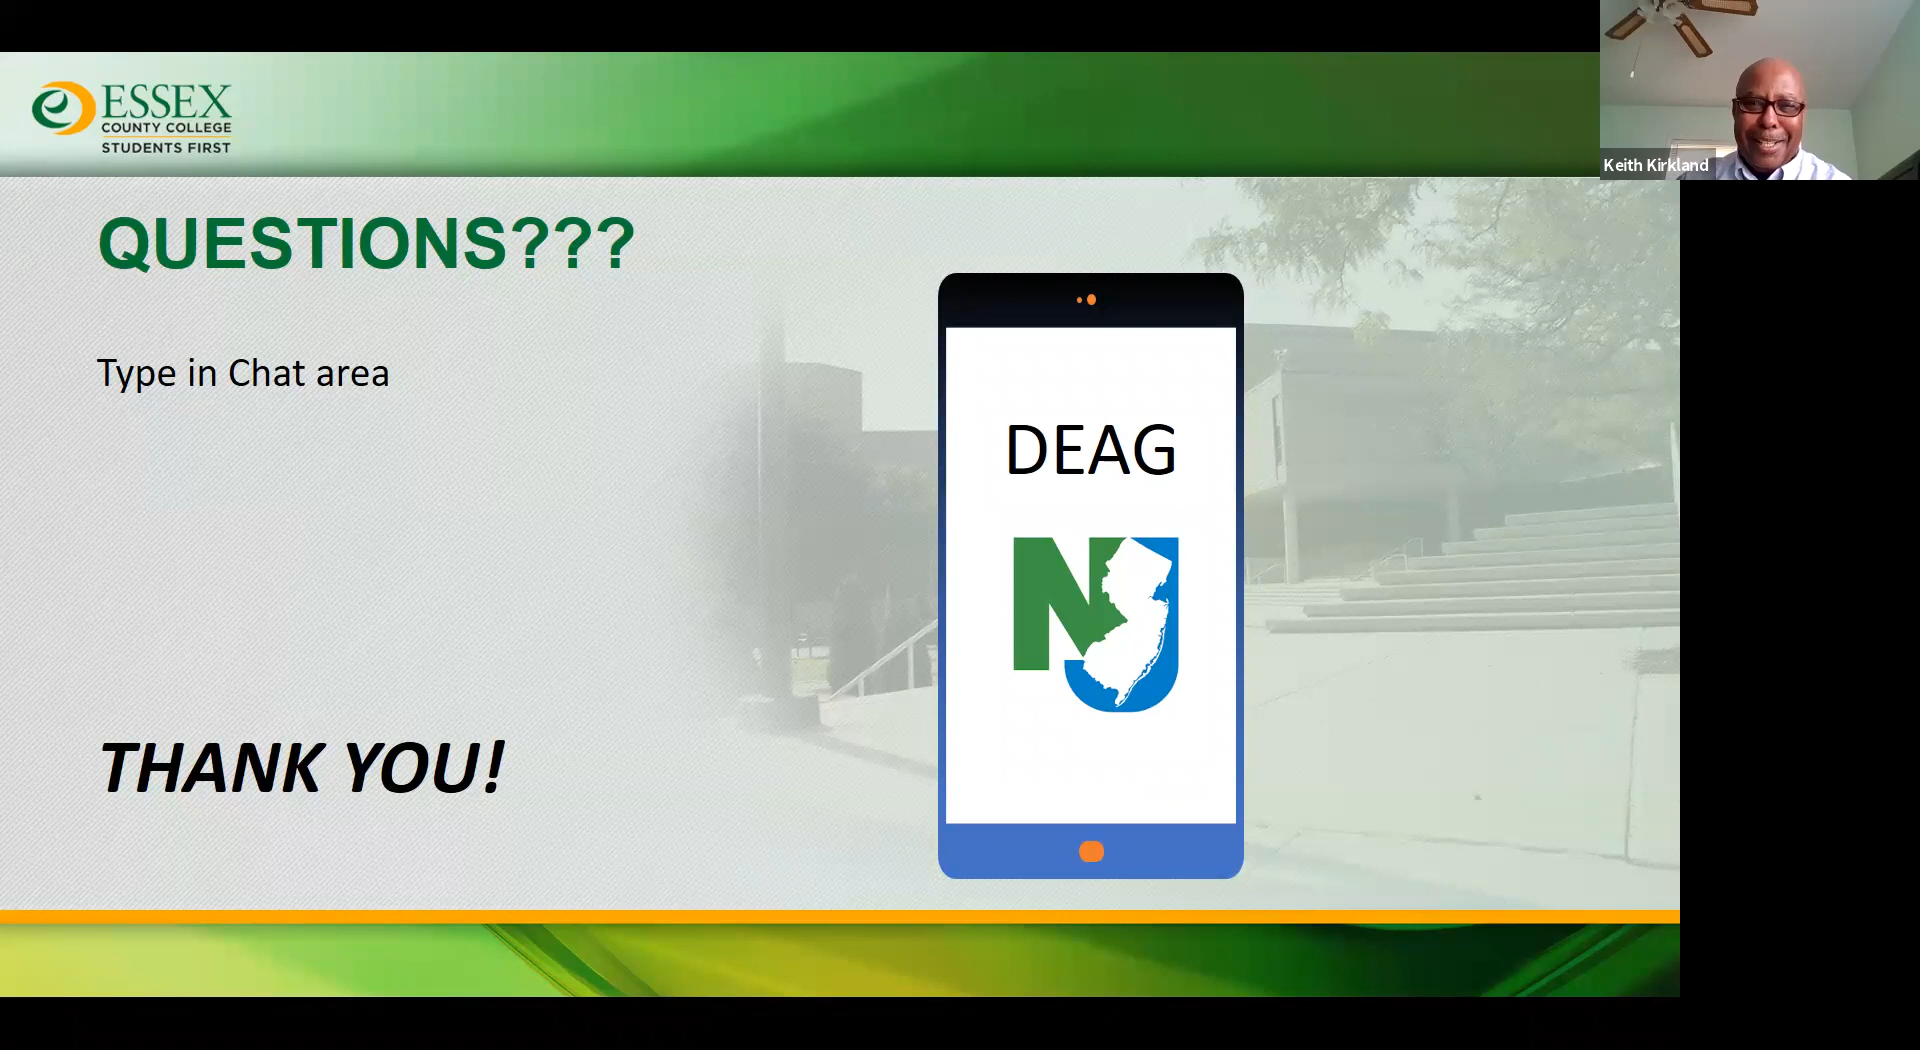 ESSEX
COUNTY COLLEGE
STUDENTS FIRST
Keith Kirkland
QUESTIONS???
Type in Chat area
DEAG
NJ
THANK YOU!